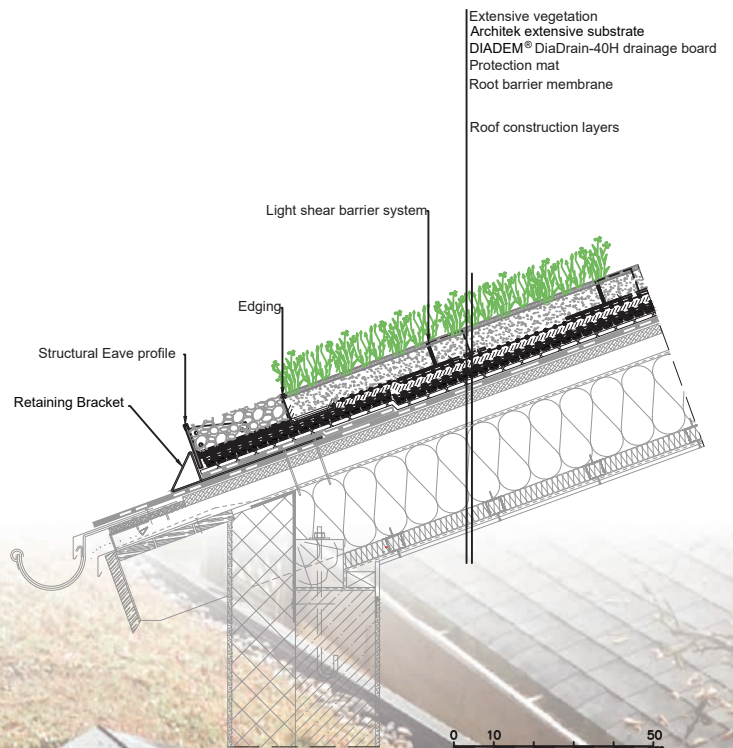 Extensive vegetation
Architek extensive substrate
DIADEM® DiaDrain-40H drainage board
Protection mat
Root barrier membrane
Roof construction layers
Light shear barrier system
Edging
Structural Eave profile
Retaining Bracket
0 10 50